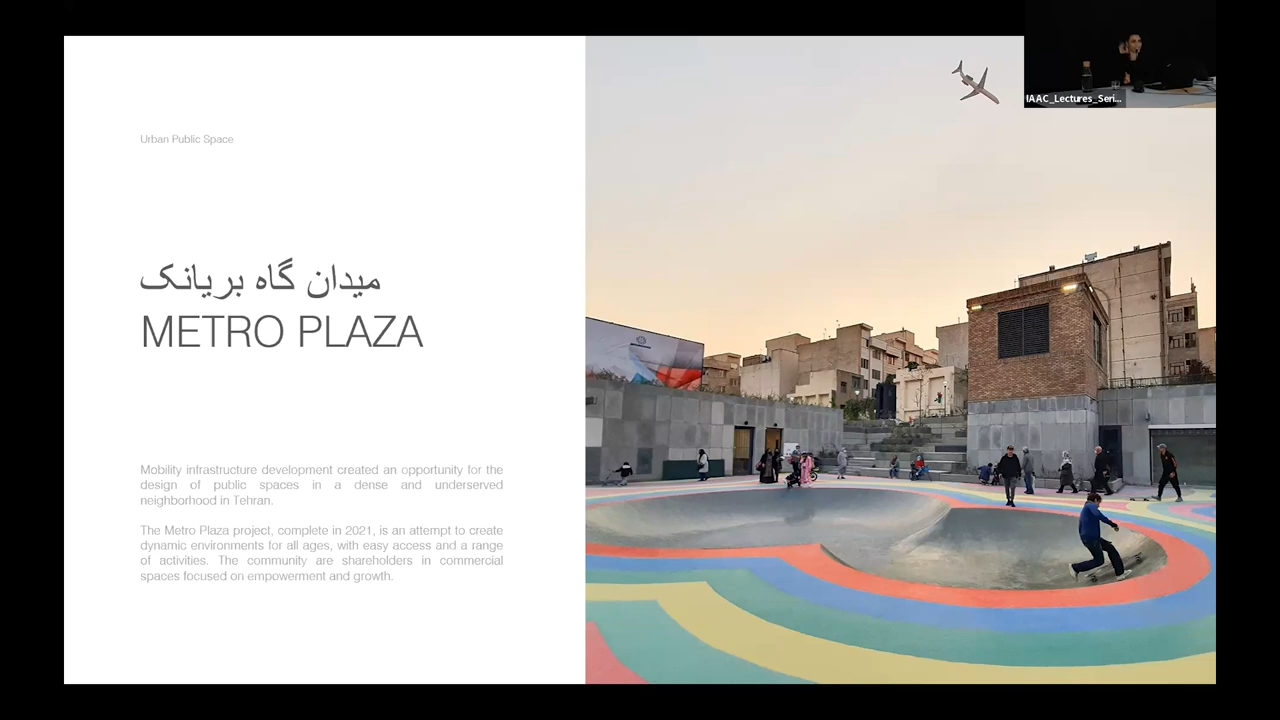 Urban Public Space
میدان گاه بریانک
METRO PLAZA
Mobility infrastructure development created an opportunity for the
design of public spaces in a dense and underserved
neighborhood in Tehran.
The Metro Plaza project, complete in 2021, is an attempt to create
dynamic environments for all ages, with easy access and a range
of activities. The community are shareholders in commercial
spaces focused on empowerment and growth.
IAAC_Lectures_Seri...